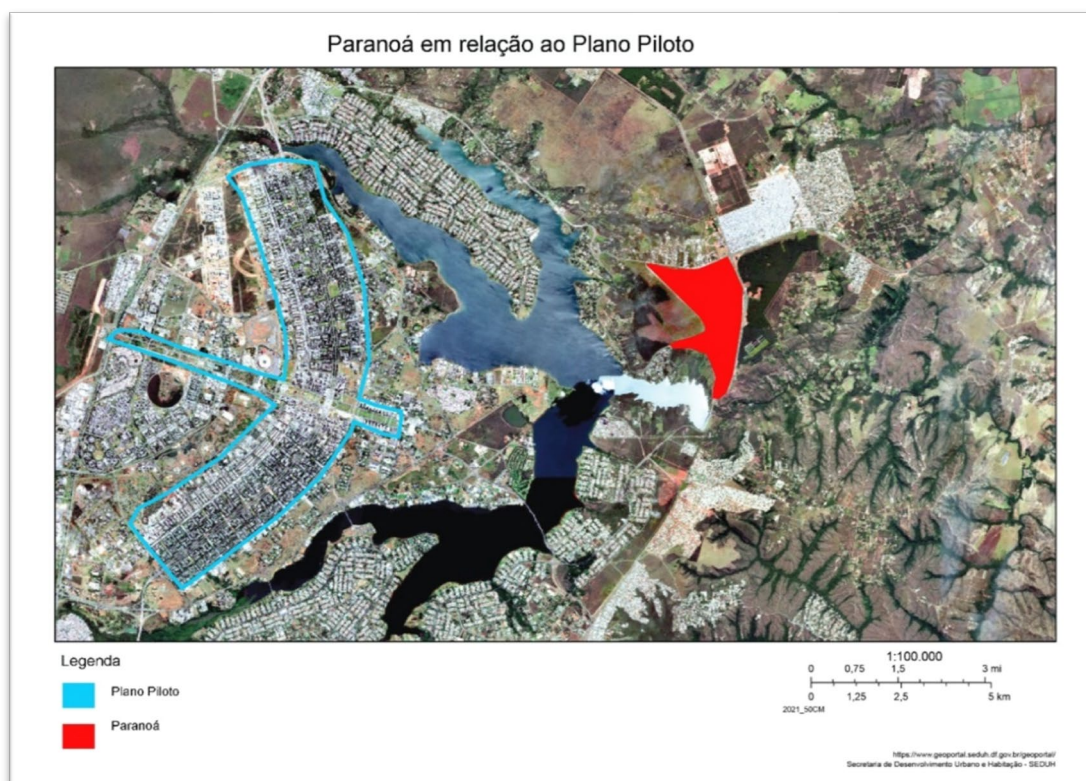 Paranoá em relação ao Plano Piloto
Legenda
Plano Piloto
Paranoá
1:100.000
0 0,75 1,5 3 mi
0 1,25 2,5 5 km
2021_50CM
https://www.geoportal.seduh.df.gov.br/geoportal/
Secretaria de Desenvolvimento Urbano e Habitação - SEDUH